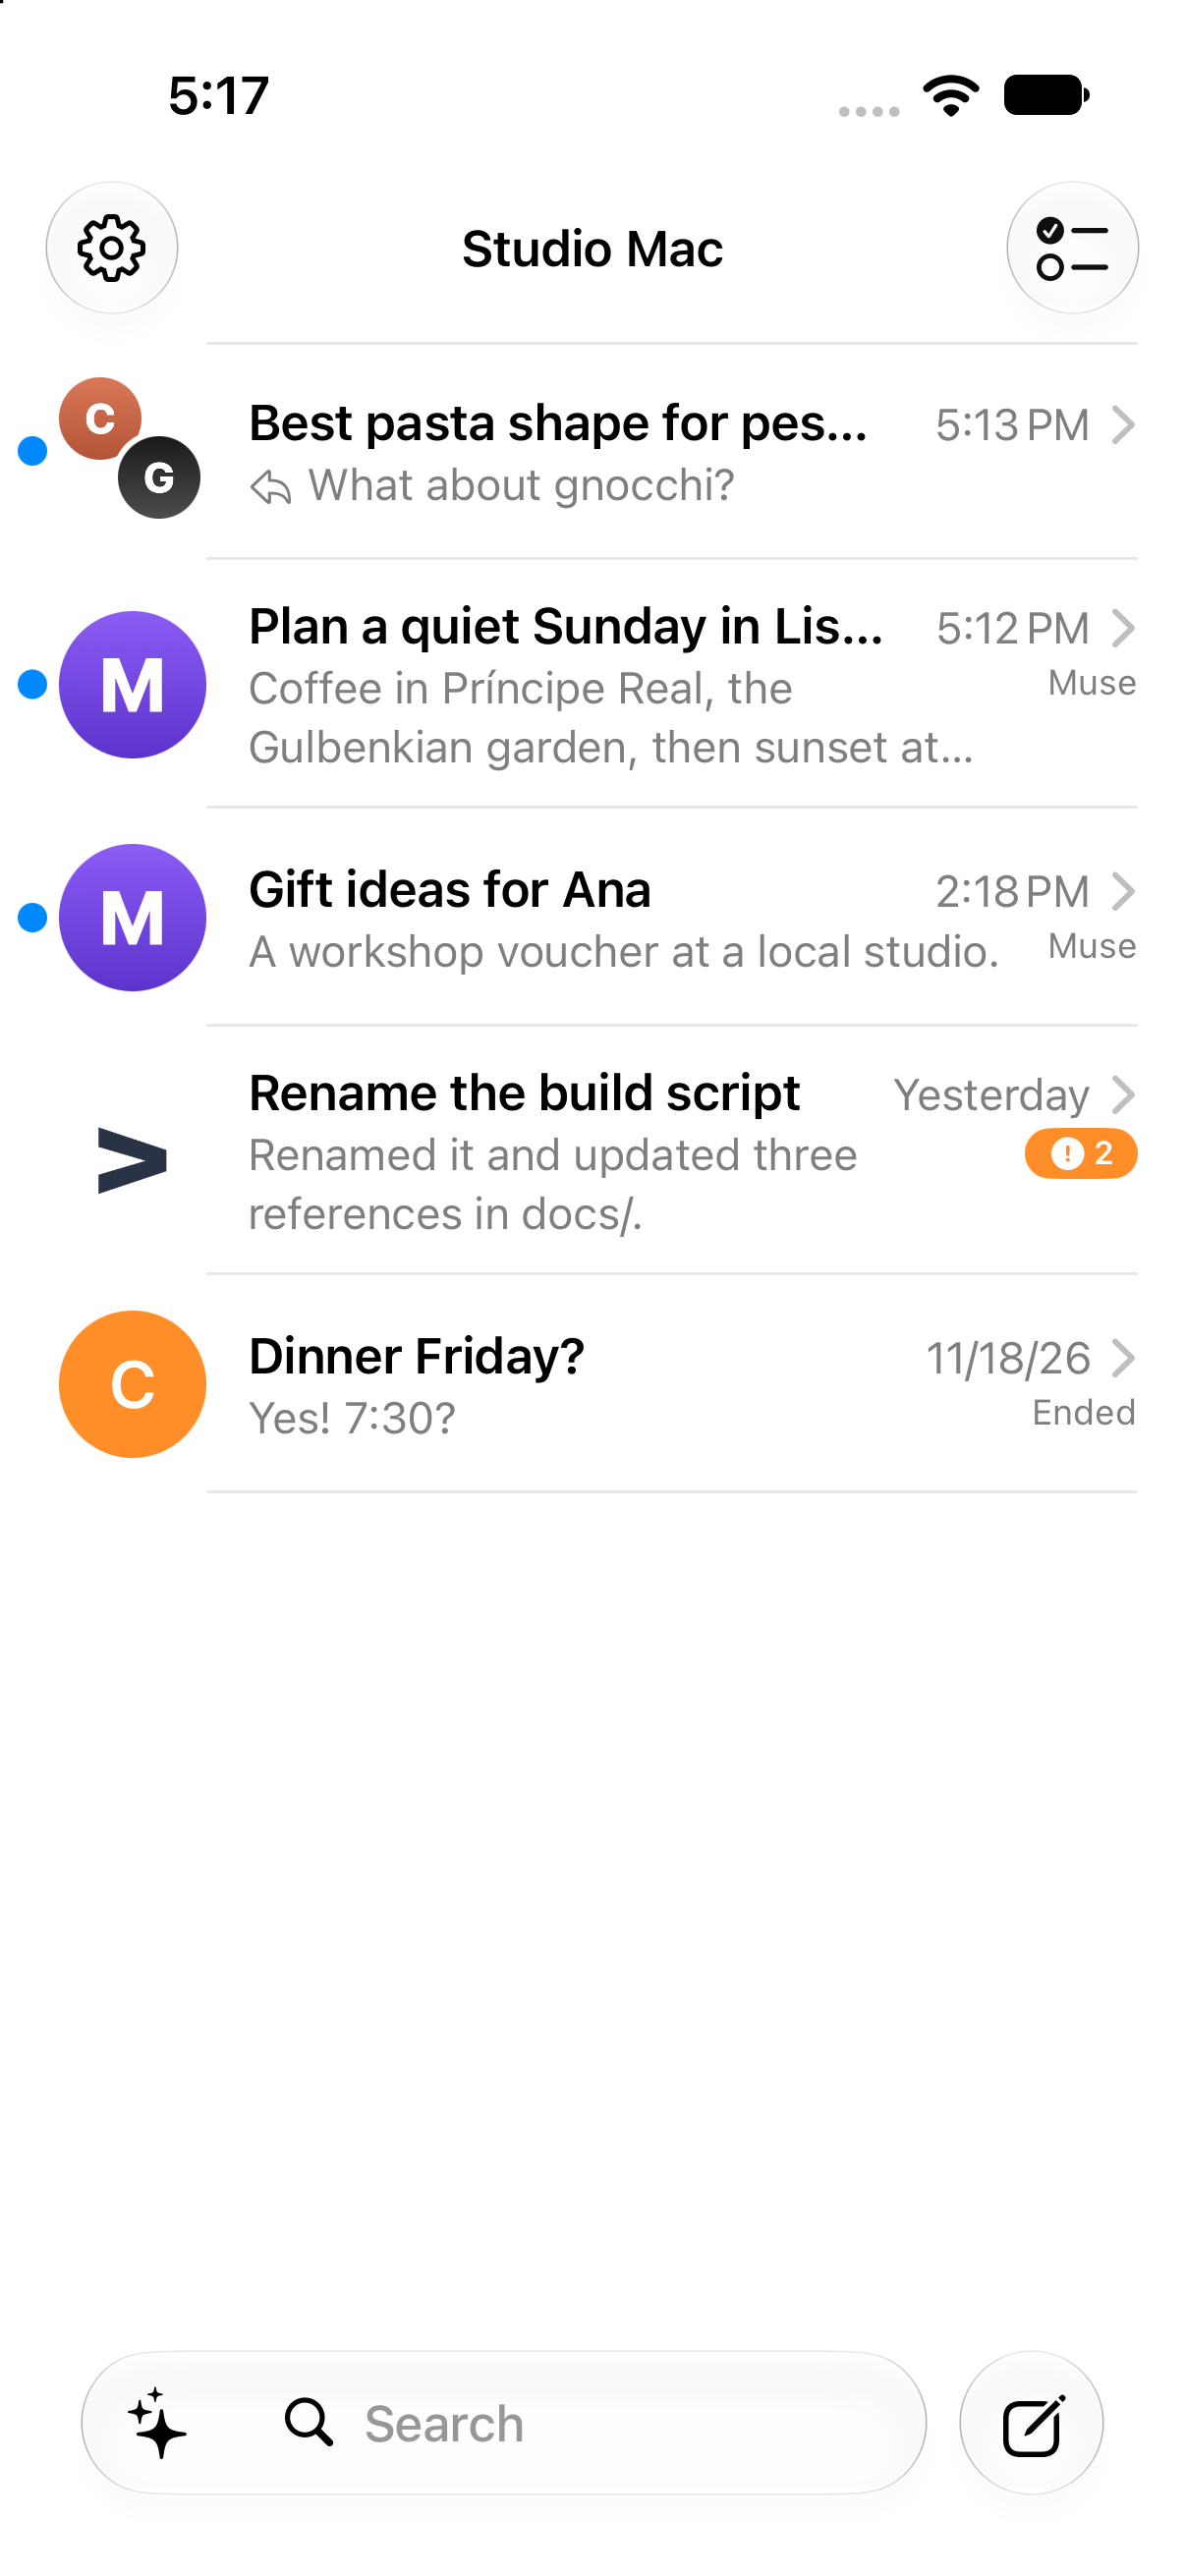 5:17
Studio Mac
C
G
Best pasta shape for pes...
5:13 PM
What about gnocchi?
M
Plan a quiet Sunday in Lis...
5:12 PM
Coffee in Príncipe Real, the
Muse
Gulbenkian garden, then sunset at...
M
Gift ideas for Ana
2:18 PM
A workshop voucher at a local studio.
Muse
>
Rename the build script
Yesterday
Renamed it and updated three
! 2
references in docs/.
C
Dinner Friday?
11/18/26
Yes! 7:30?
Ended
Search